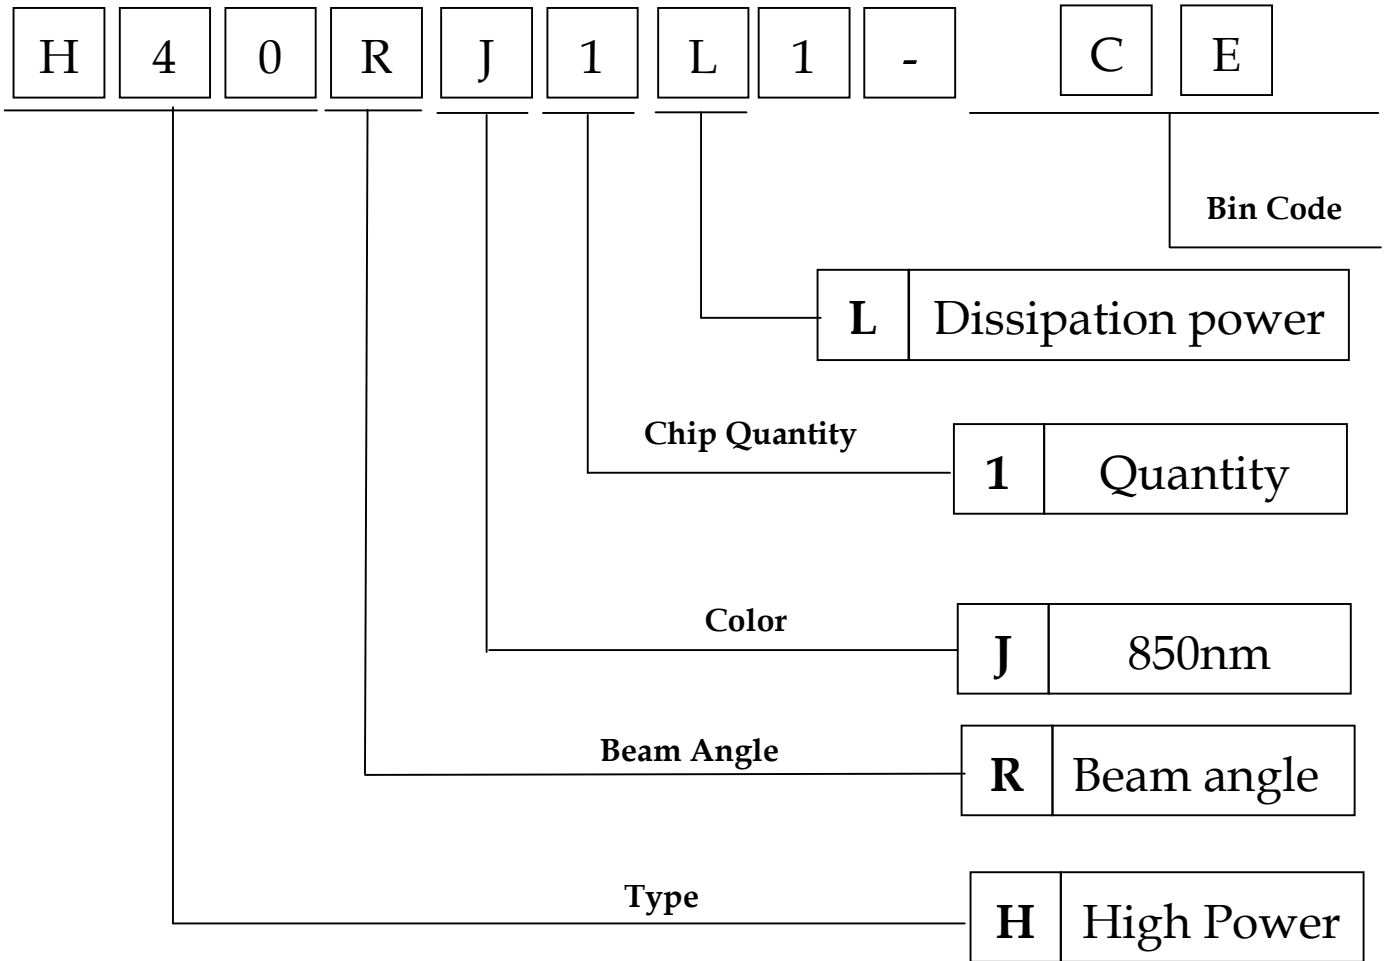 H 4 0 R J 1 L 1 - C E
Bin Code
L Dissipation power
Chip Quantity
1 Quantity
Color
J 850nm
Beam Angle
R Beam angle
Type
H High Power